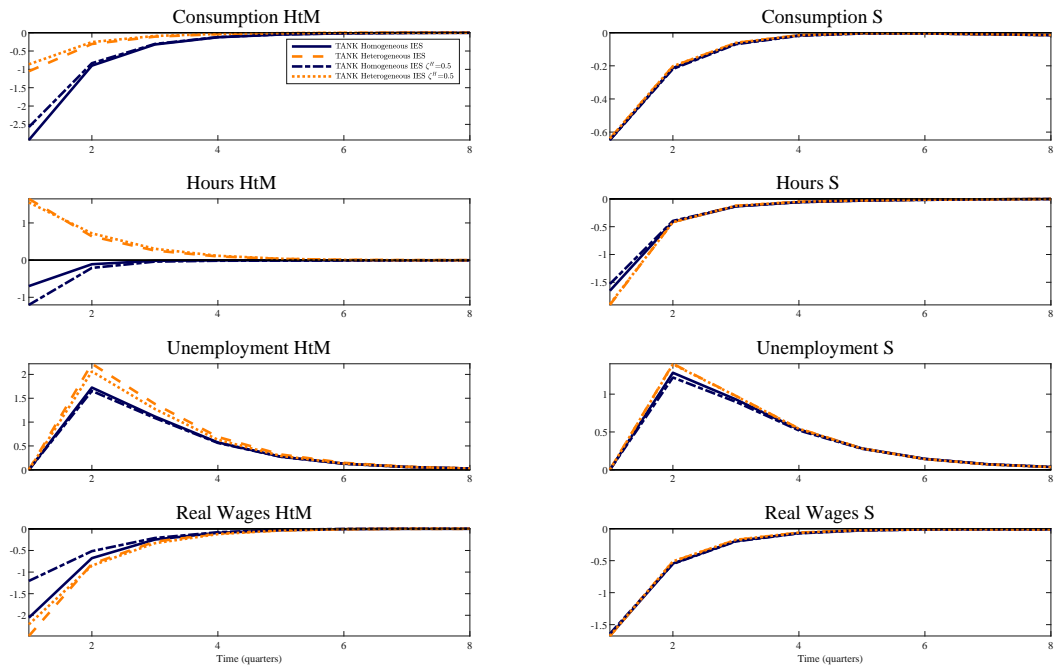 Consumption HtM
0
-0.5
-1
-1.5
-2
-2.5
2 4 6 8
TANK Homogeneous IES
TANK Heterogeneous IES
TANK Homogeneous IES ζ^H=0.5
TANK Heterogeneous IES ζ^H=0.5
Consumption S
0
-0.2
-0.4
-0.6
2 4 6 8
Hours HtM
1
0
-1
2 4 6 8
Hours S
0
-0.5
-1
-1.5
2 4 6 8
Unemployment HtM
2
1.5
1
0.5
0
2 4 6 8
Unemployment S
1
0.5
0
2 4 6 8
Real Wages HtM
0
-0.5
-1
-1.5
-2
2 4 6 8
Time (quarters)
Real Wages S
0
-0.5
-1
-1.5
2 4 6 8
Time (quarters)